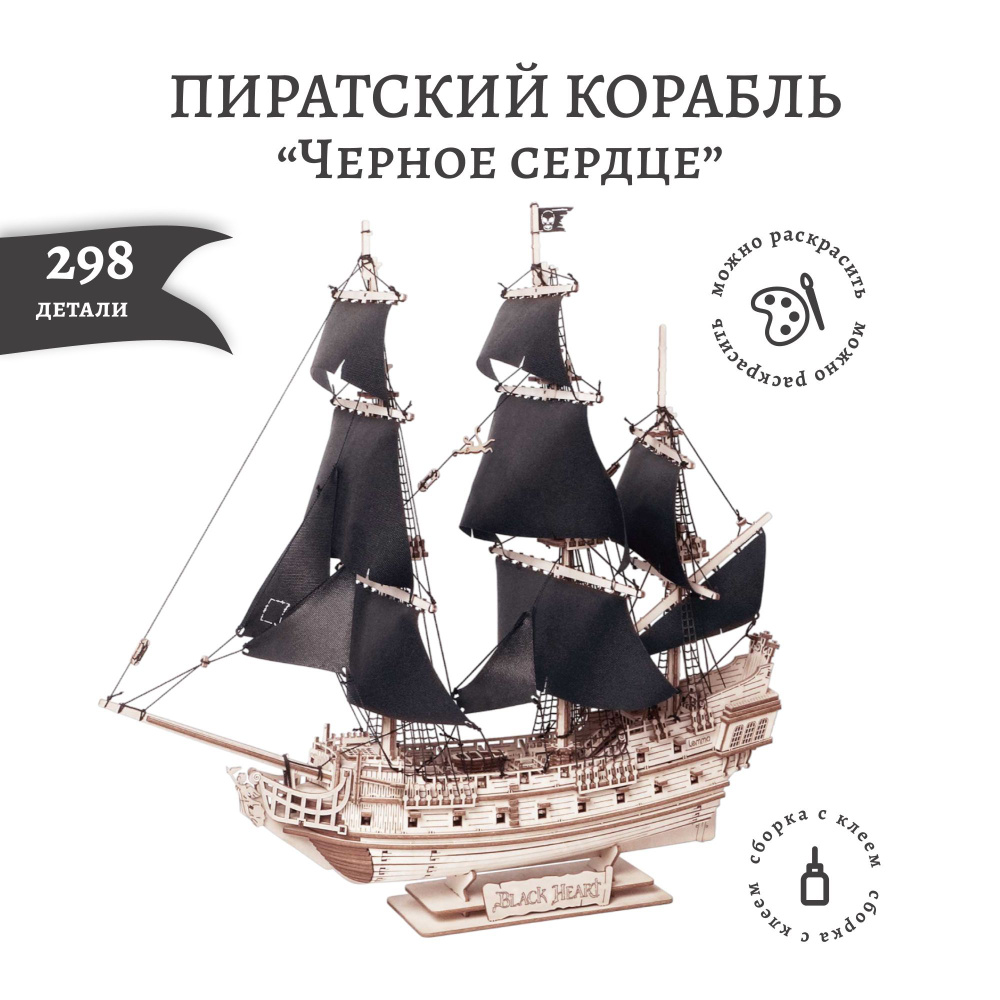 ПИРАТСКИЙ КОРАБЛЬ
“Черное сердце”
298
ДЕТАЛИ
можно раскрасить можно раскрасить
BLACK HEART
сборка с клеем сборка с клеем